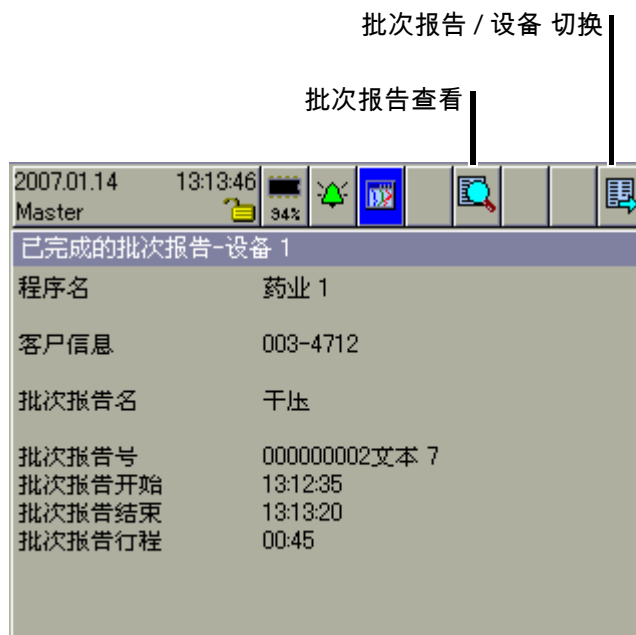 批次报告 / 设备 切换
批次报告查看
2007.01.14 13:13:46
Master 94%
已完成的批次报告-设备 1
程序名 药业 1
客户信息 003-4712
批次报告名 干压
批次报告号 000000002文本 7
批次报告开始 13:12:35
批次报告结束 13:13:20
批次报告行程 00:45